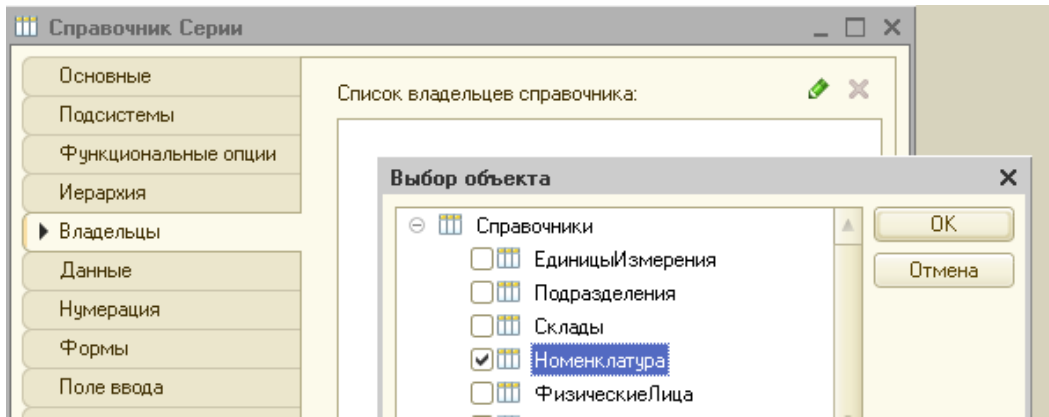 Справочник Серии
Основные
Подсистемы
Функциональные опции
Иерархия
Владельцы
Данные
Нумерация
Формы
Поле ввода
Список владельцев справочника:
Выбор объекта
Справочники
ЕдиницыИзмерения
Подразделения
Склады
Номенклатура
ФизическиеЛица
OK
Отмена